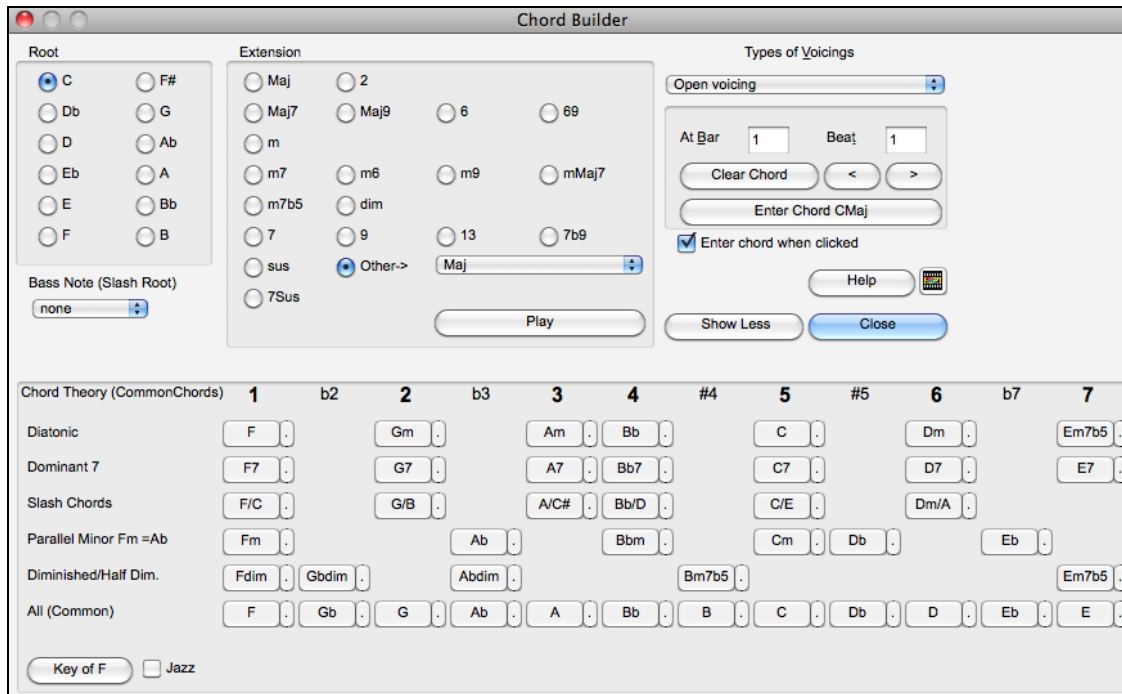 Chord Builder
Root
C F#
Db G
D Ab
Eb A
E Bb
F B
Bass Note (Slash Root)
none
Extension
Maj 2
Maj7 Maj9 6 69
m
m7 m6 m9 mMaj7
m7b5 dim
7 9 13 7b9
sus Other-> Maj
7Sus
Play
Types of Voicings
Open voicing
At Bar 1 Beat 1
Clear Chord < >
Enter Chord CMaj
Enter chord when clicked
Help
Show Less Close
Chord Theory (CommonChords) 1 b2 2 b3 3 4 #4 5 #5 6 b7 7
Diatonic F . Gm . Am . Bb . C . Dm . Em7b5 .
Dominant 7 F7 . G7 . A7 . Bb7 . C7 . D7 . E7 .
Slash Chords F/C . G/B . A/C# . Bb/D . C/E . Dm/A .
Parallel Minor Fm =Ab Fm . Ab . Bbm . Cm . Db . Eb .
Diminished/Half Dim. Fdim . Gbdim . Abdim . Bm7b5 . Em7b5 .
All (Common) F . Gb . G . Ab . A . Bb . B . C . Db . D . Eb . E .
Key of F Jazz